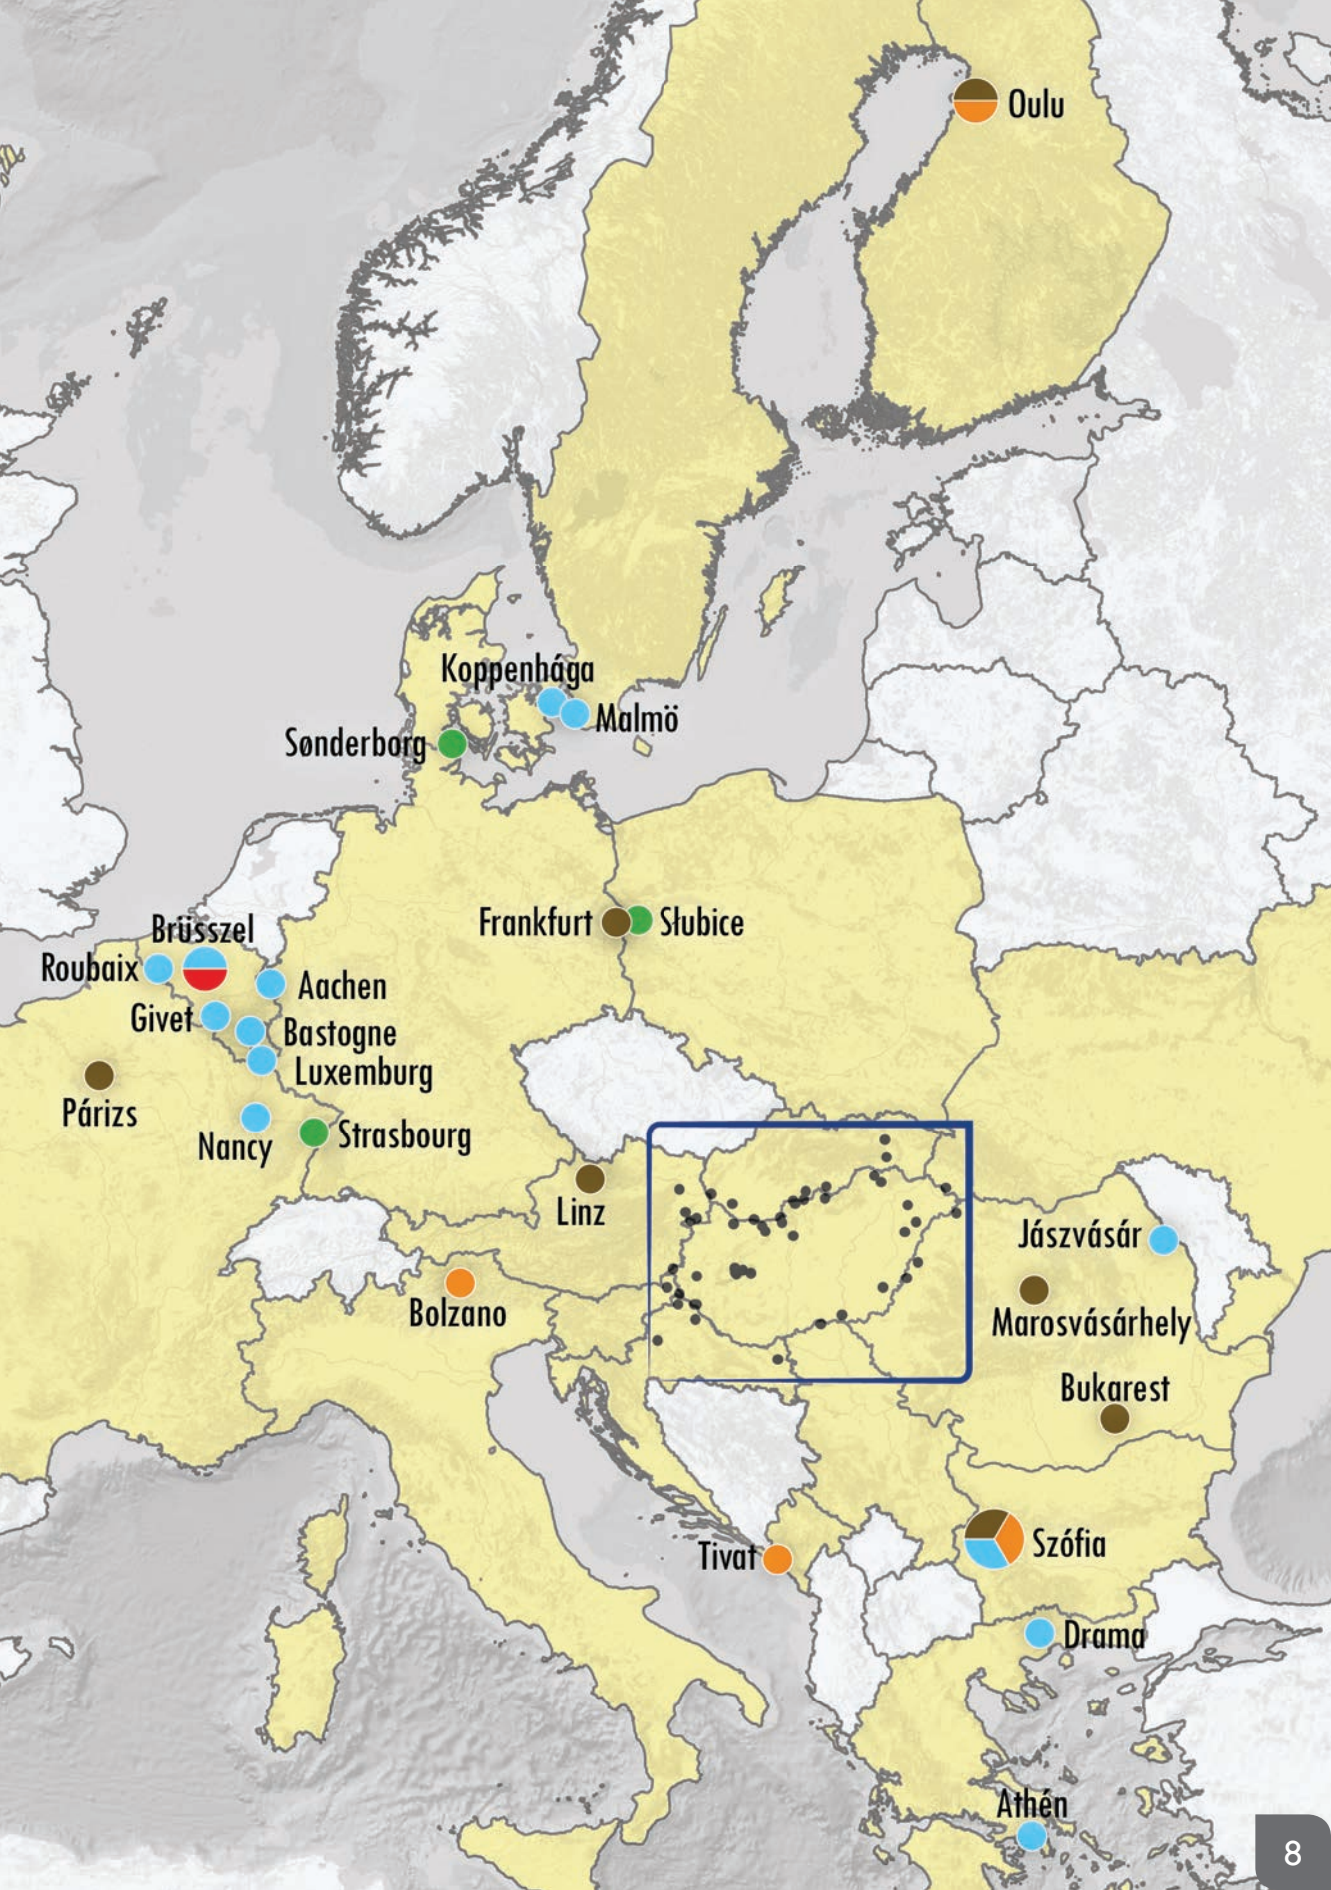 Oulu
Koppenhága
Malmö
Sønderborg
Frankfurt
Słubice
Brüsszel
Roubaix
Aachen
Givet
Bastogne
Luxemburg
Párizs
Nancy
Strasbourg
Linz
Jászvásár
Bolzano
Marosvásárhely
Bukarest
Tivat
Szófia
Drama
Athén
8